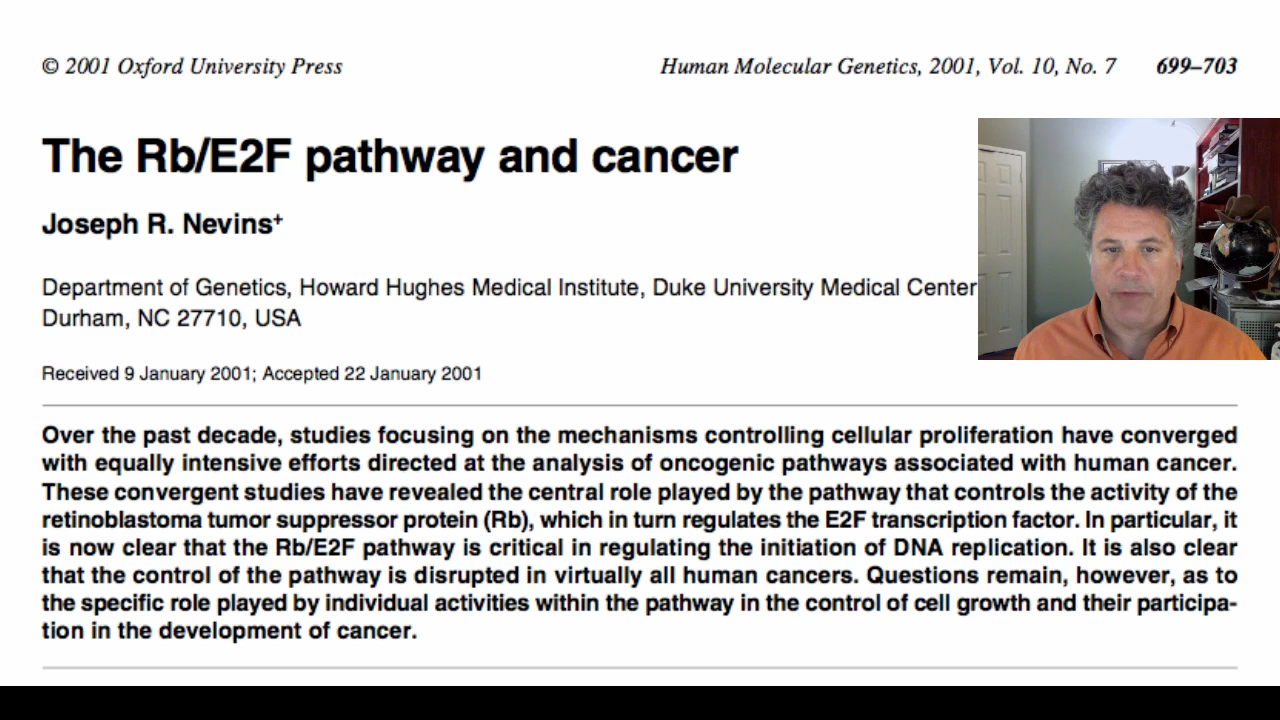 © 2001 Oxford University Press
Human Molecular Genetics, 2001, Vol. 10, No. 7 699–703
The Rb/E2F pathway and cancer
Joseph R. Nevins+
Department of Genetics, Howard Hughes Medical Institute, Duke University Medical Center
Durham, NC 27710, USA
Received 9 January 2001; Accepted 22 January 2001
Over the past decade, studies focusing on the mechanisms controlling cellular proliferation have converged
with equally intensive efforts directed at the analysis of oncogenic pathways associated with human cancer.
These convergent studies have revealed the central role played by the pathway that controls the activity of the
retinoblastoma tumor suppressor protein (Rb), which in turn regulates the E2F transcription factor. In particular, it
is now clear that the Rb/E2F pathway is critical in regulating the initiation of DNA replication. It is also clear
that the control of the pathway is disrupted in virtually all human cancers. Questions remain, however, as to
the specific role played by individual activities within the pathway in the control of cell growth and their participa-
tion in the development of cancer.